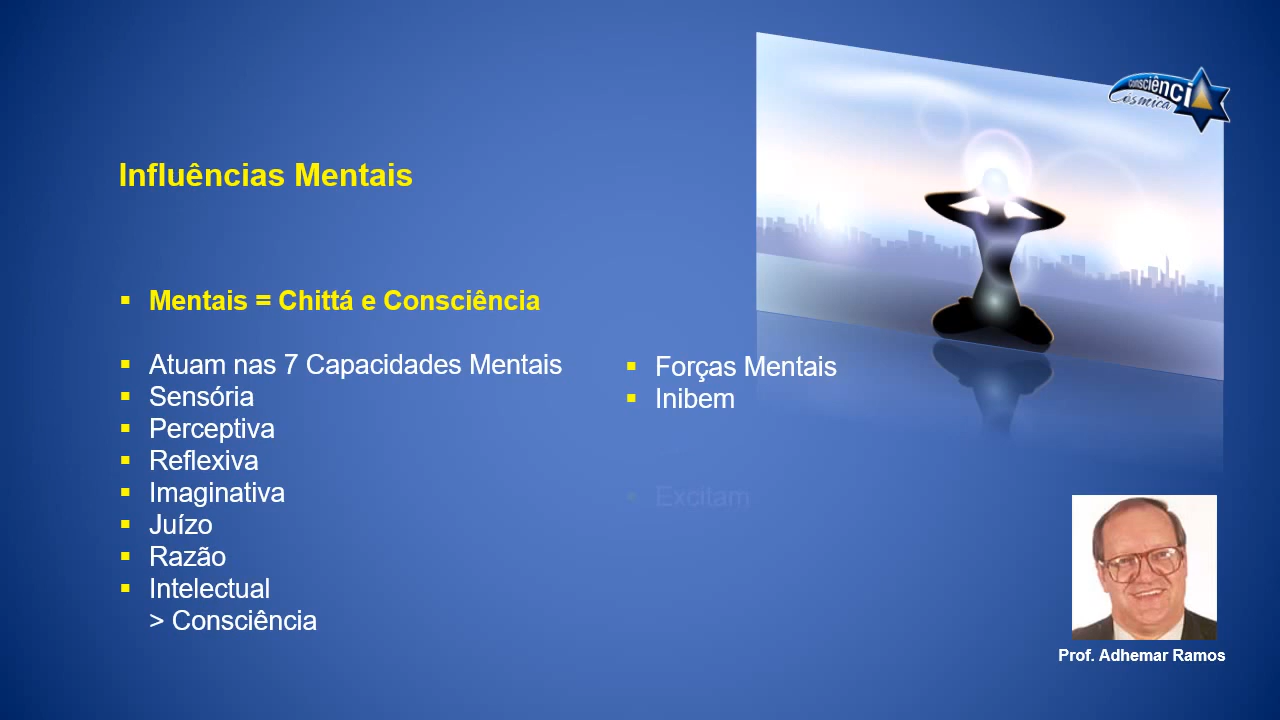 Consciência
Cósmica
Influências Mentais
▪ Mentais = Chittá e Consciência
▪ Atuam nas 7 Capacidades Mentais
▪ Sensória
▪ Perceptiva
▪ Reflexiva
▪ Imaginativa
▪ Juízo
▪ Razão
▪ Intelectual
> Consciência
▪ Forças Mentais
▪ Inibem
▪ Excitam
Prof. Adhemar Ramos